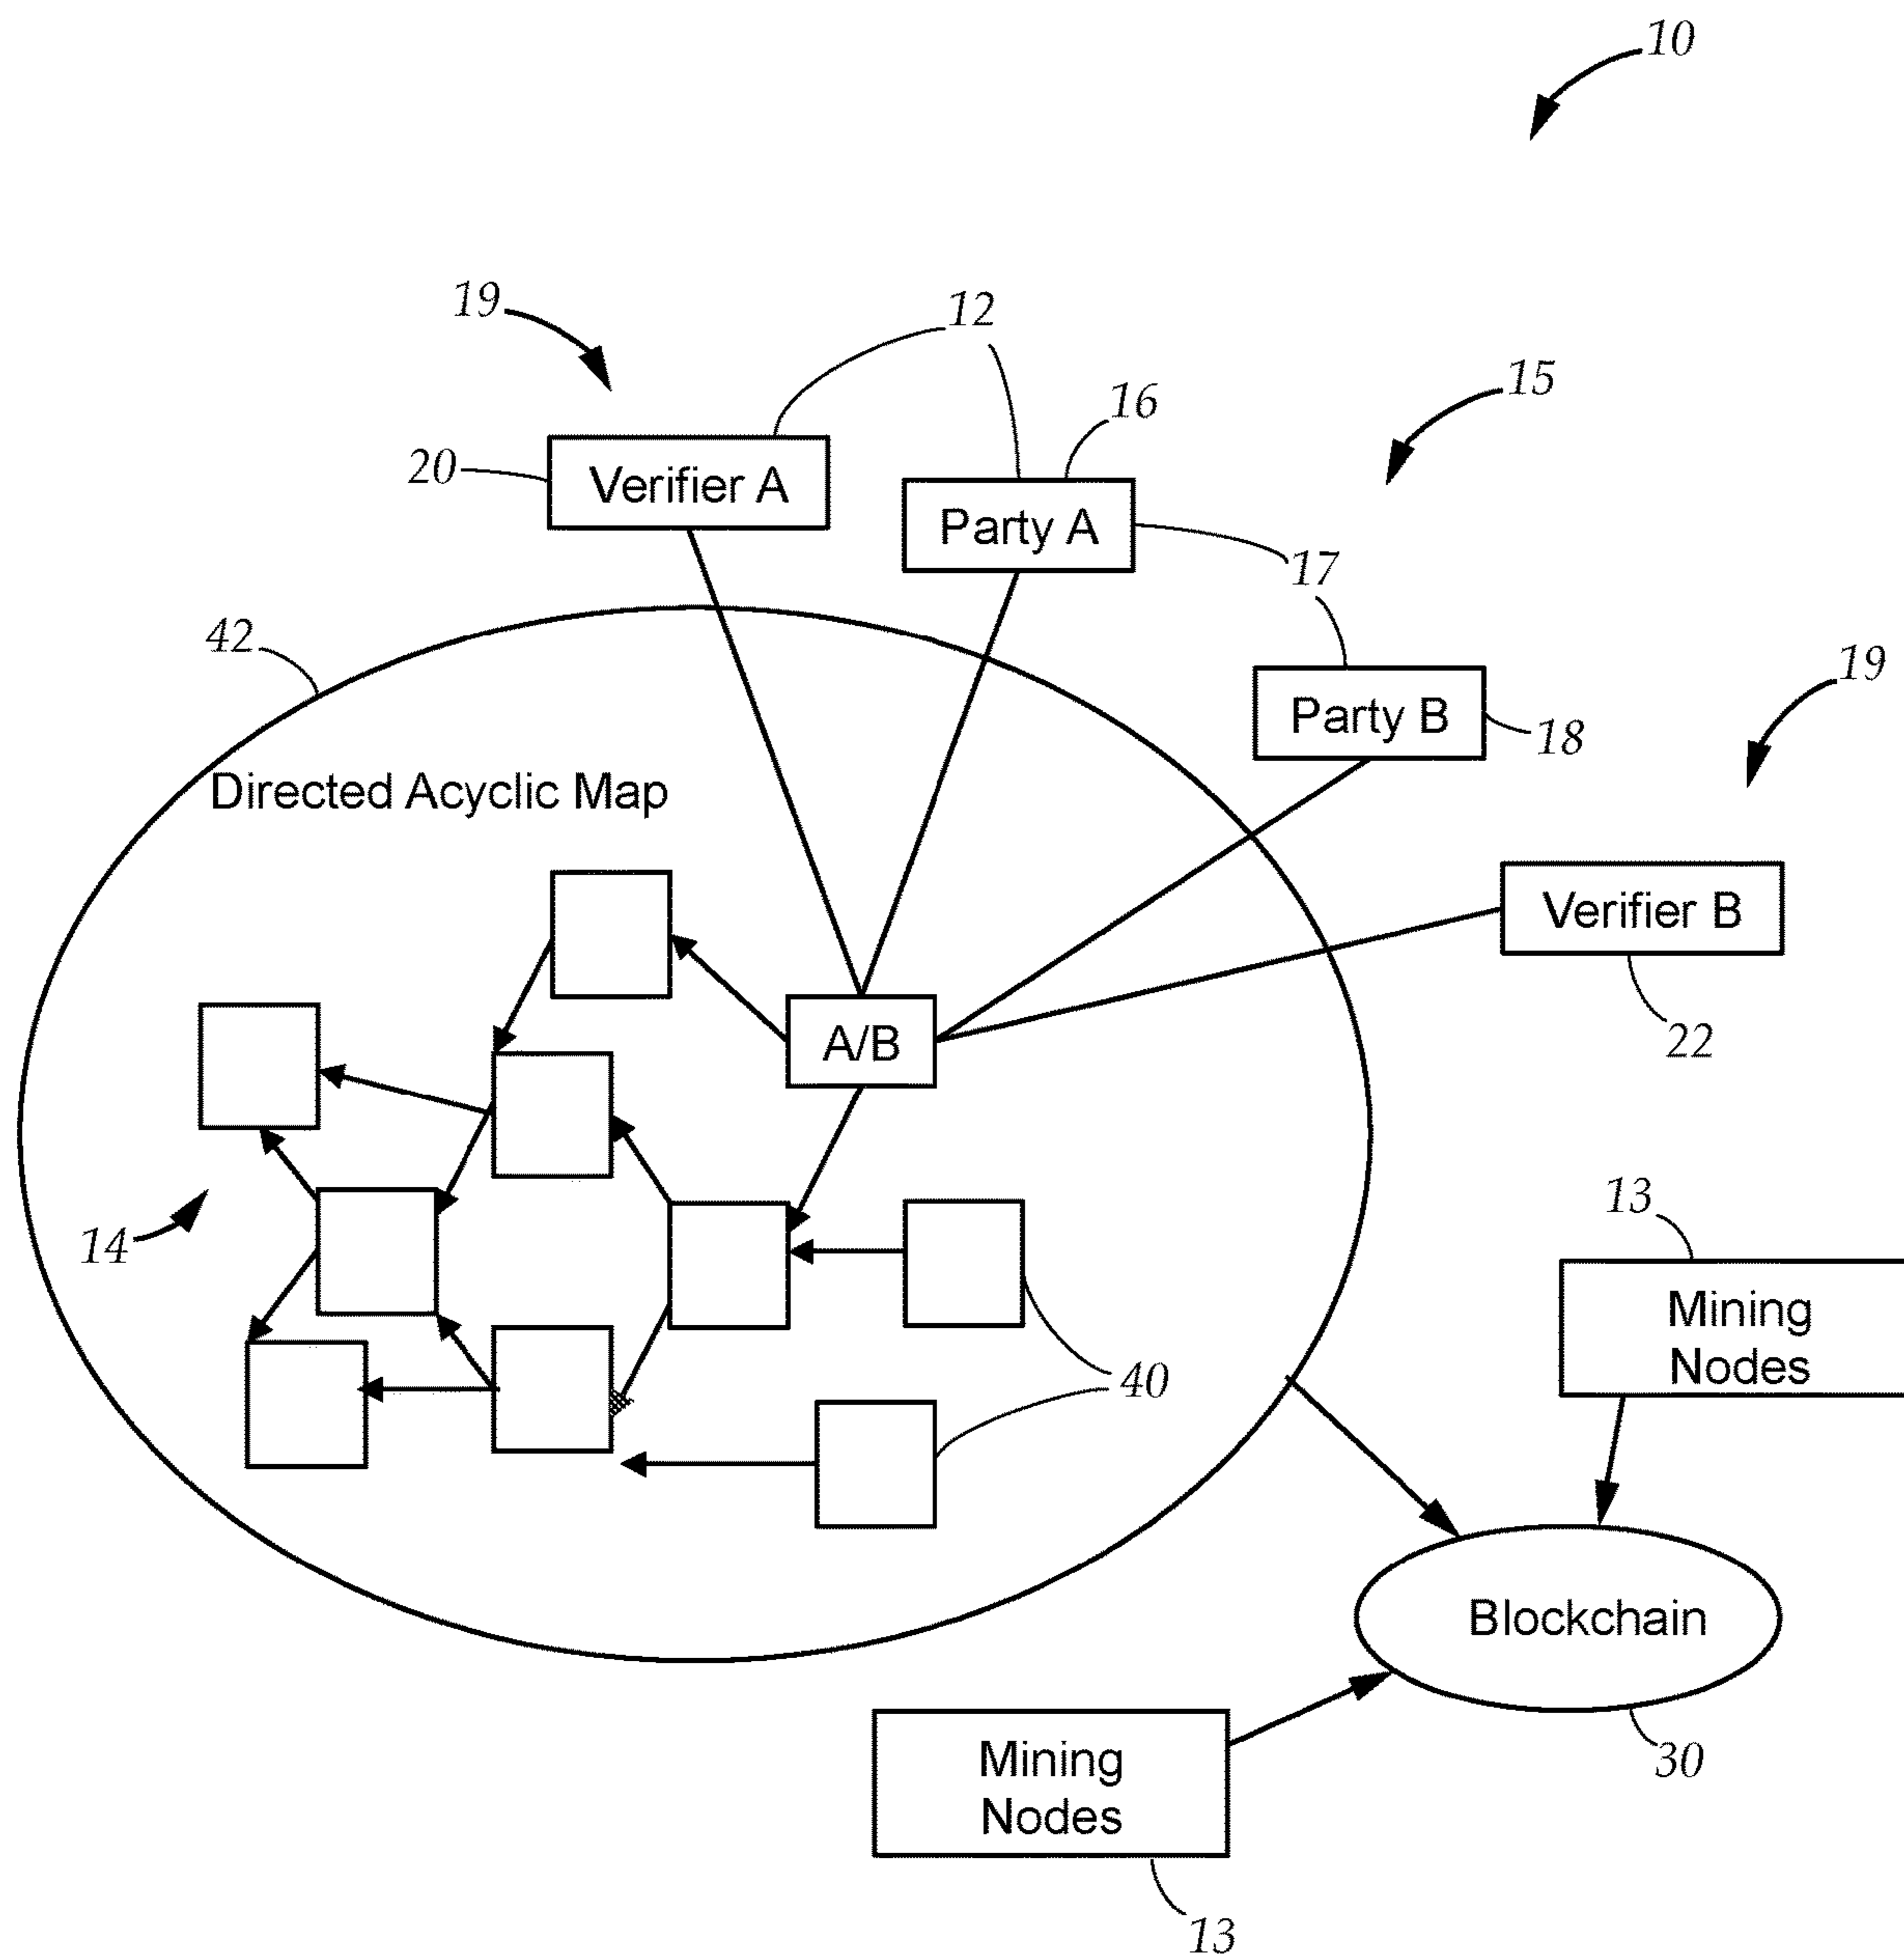 10
19
12
15
16
20
Verifier A
Party A
17
42
19
Party B
18
Directed Acyclic Map
Verifier B
A/B
22
13
14
Mining
Nodes
40
Blockchain
Mining
Nodes
30
13